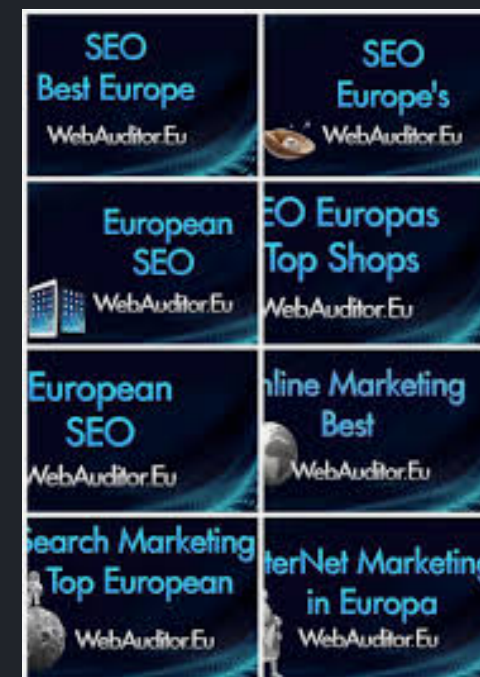 SEO
Best Europe
WebAuditor.Eu
SEO
Europe's
WebAuditor.Eu
European
SEO
WebAuditor.Eu
EO Europas
Top Shops
WebAuditor.Eu
European
SEO
WebAuditor.Eu
nline Marketing
Best
WebAuditor.Eu
Search Marketing
Top European
WebAuditor.Eu
terNet Marketing
in Europa
WebAuditor.Eu